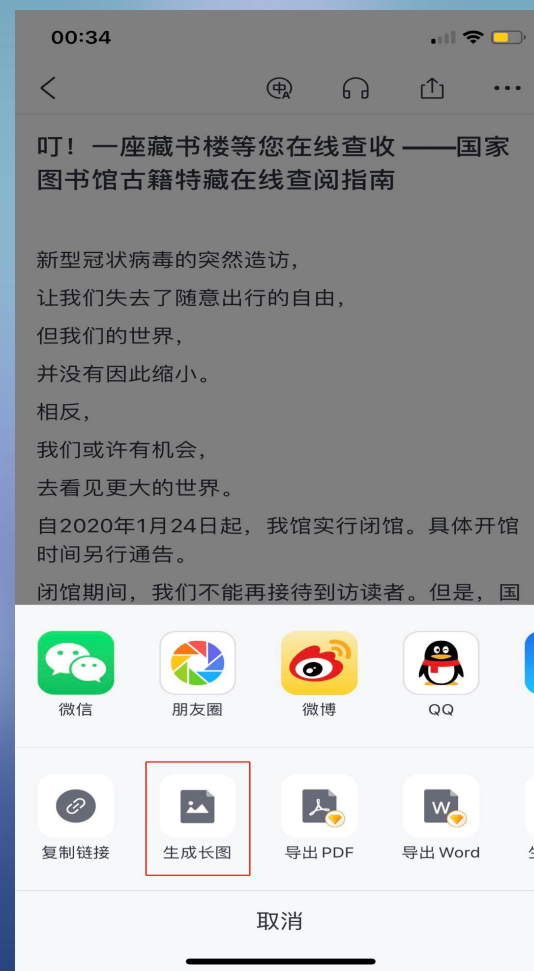 00:34
叮！一座藏书楼等您在线查收 ——国家
图书馆古籍特藏在线查阅指南
新型冠状病毒的突然造访，
让我们失去了随意出行的自由，
但我们的世界，
并没有因此缩小。
相反，
我们或许有机会，
去看见更大的世界。
自2020年1月24日起，我馆实行闭馆。具体开馆
时间另行通告。
闭馆期间，我们不能再接待到访读者。但是，国
微信 朋友圈 微博 QQ
复制链接 生成长图 导出 PDF 导出 Word
取消